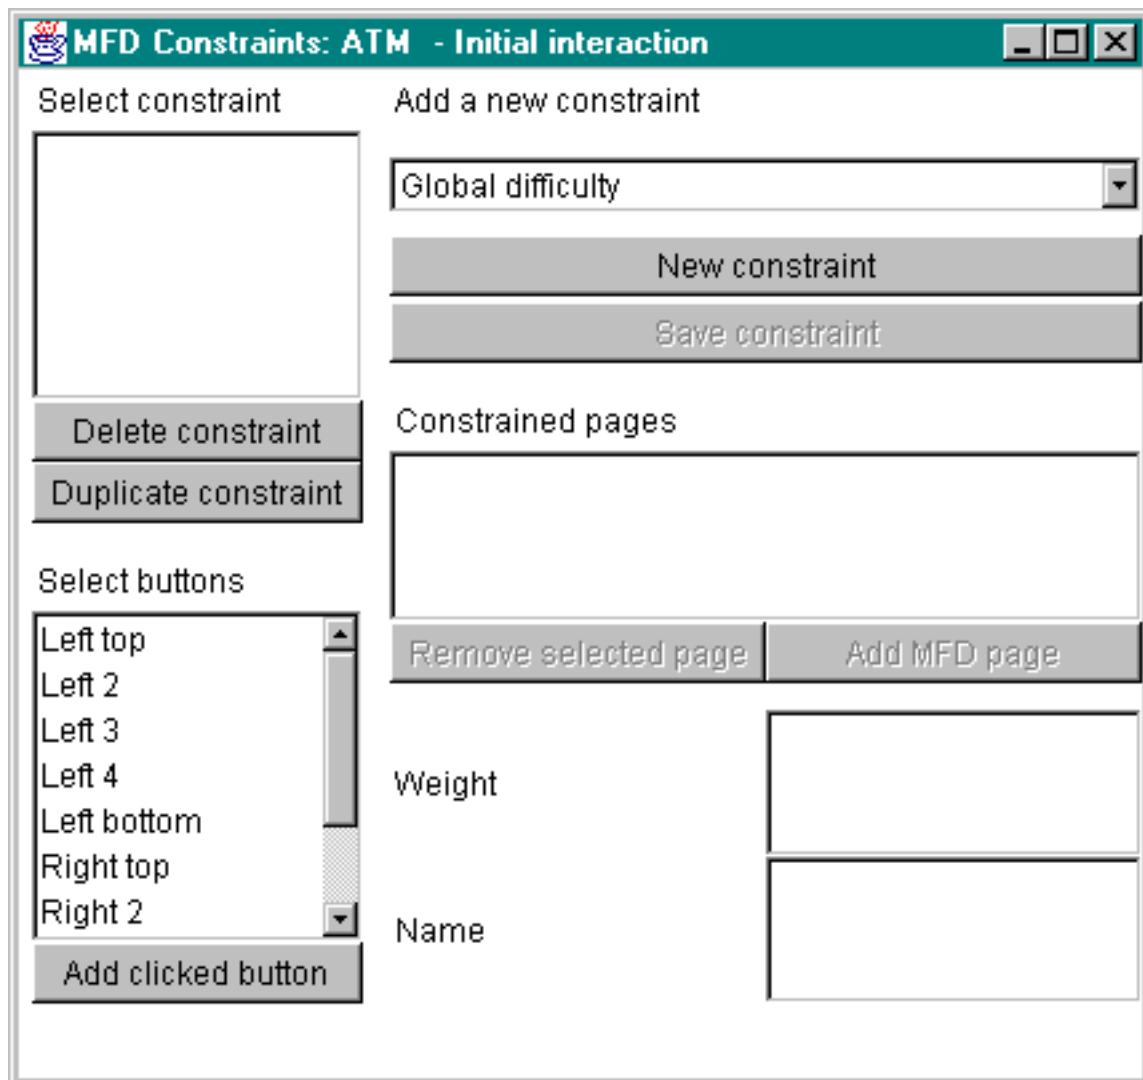 MFD Constraints: ATM - Initial interaction
Select constraint
Add a new constraint
Global difficulty
New constraint
Save constraint
Delete constraint
Duplicate constraint
Constrained pages
Remove selected page
Add MFD page
Select buttons
Left top
Left 2
Left 3
Left 4
Left bottom
Right top
Right 2
Add clicked button
Weight
Name